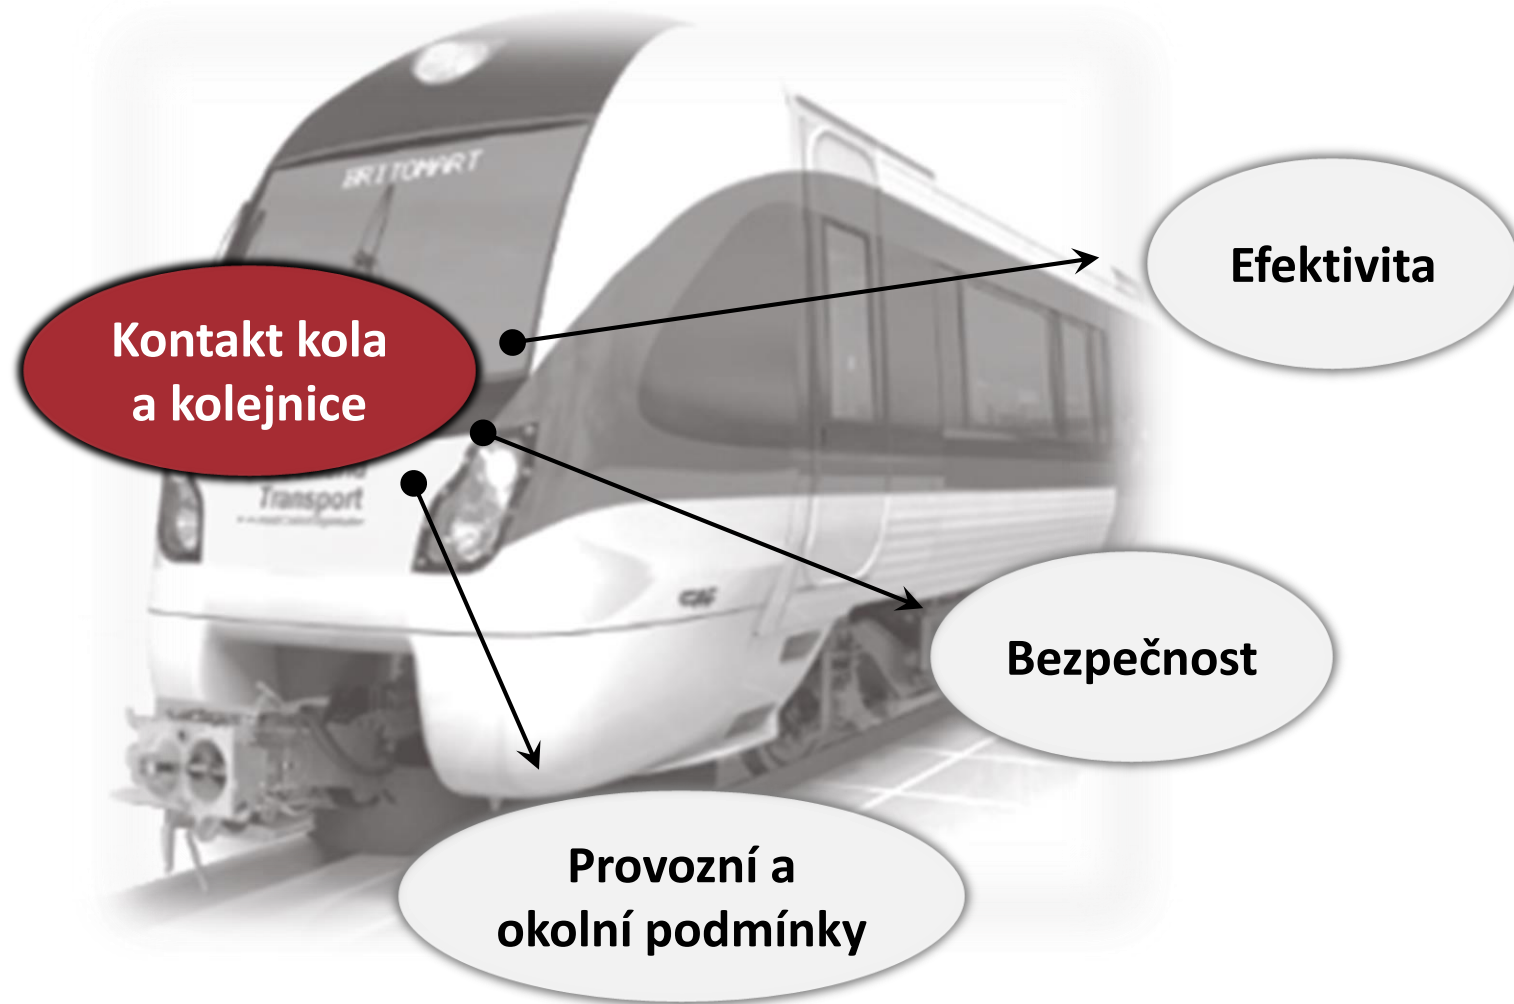 BRITOMART
Efektivita
Kontakt kola
a kolejnice
Transport
Bezpečnost
Provozní a
okolní podmínky